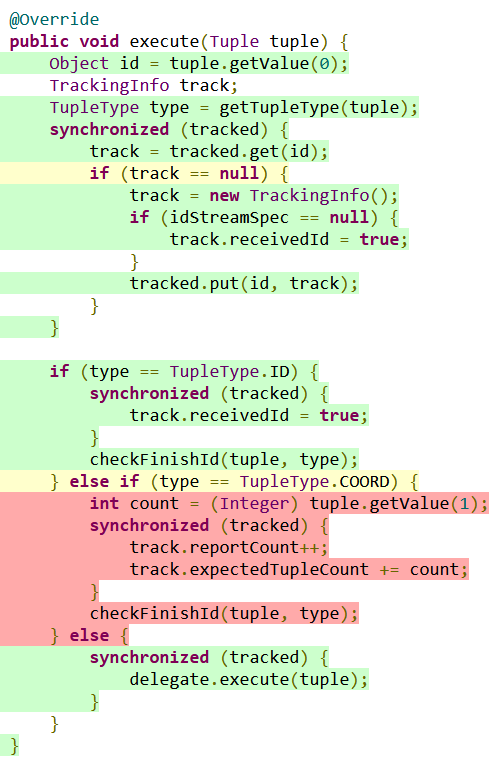 @Override
public void execute(Tuple tuple) {
    Object id = tuple.getValue(0);
    TrackingInfo track;
    TupleType type = getTupleType(tuple);
    synchronized (tracked) {
        track = tracked.get(id);
        if (track == null) {
            track = new TrackingInfo();
            if (idStreamSpec == null) {
                track.receivedId = true;
            }
            tracked.put(id, track);
        }
    }

    if (type == TupleType.ID) {
        synchronized (tracked) {
            track.receivedId = true;
        }
        checkFinishId(tuple, type);
    } else if (type == TupleType.COORD) {
        int count = (Integer) tuple.getValue(1);
        synchronized (tracked) {
            track.reportCount++;
            track.expectedTupleCount += count;
        }
        checkFinishId(tuple, type);
    } else {
        synchronized (tracked) {
            delegate.execute(tuple);
        }
    }
}